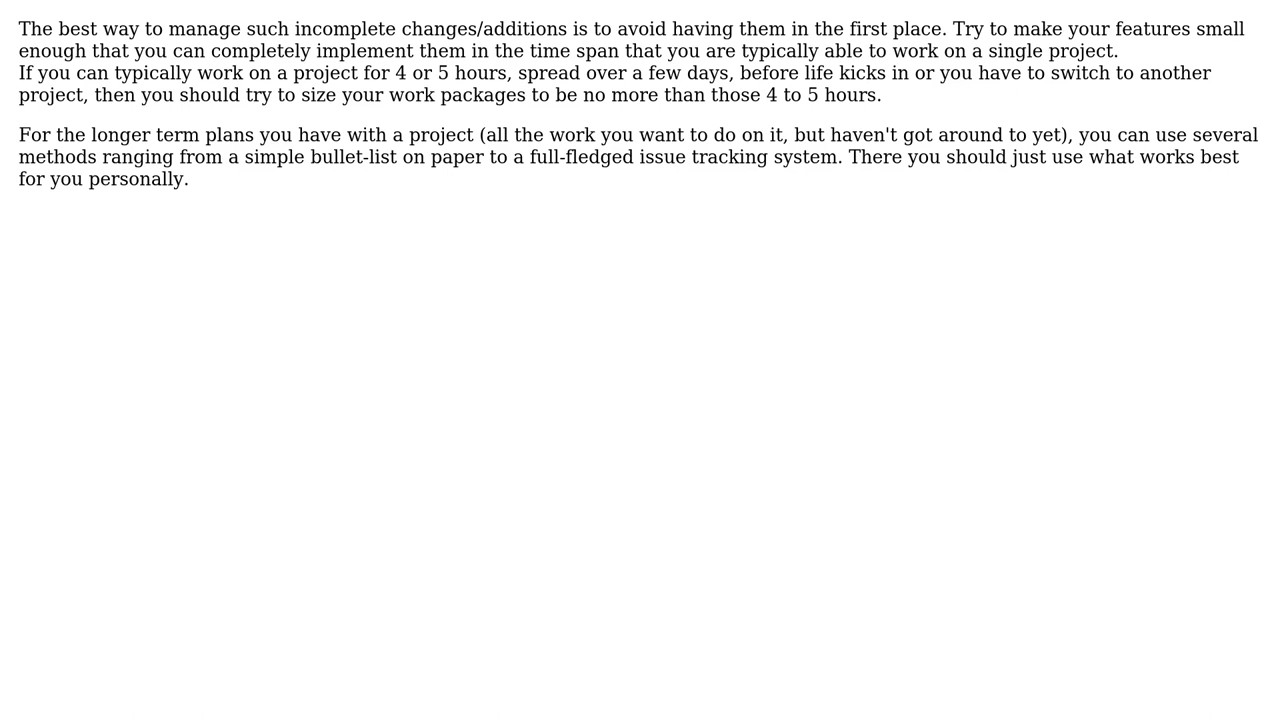 The best way to manage such incomplete changes/additions is to avoid having them in the first place. Try to make your features small
enough that you can completely implement them in the time span that you are typically able to work on a single project.
If you can typically work on a project for 4 or 5 hours, spread over a few days, before life kicks in or you have to switch to another
project, then you should try to size your work packages to be no more than those 4 to 5 hours.
For the longer term plans you have with a project (all the work you want to do on it, but haven't got around to yet), you can use several
methods ranging from a simple bullet-list on paper to a full-fledged issue tracking system. There you should just use what works best
for you personally.